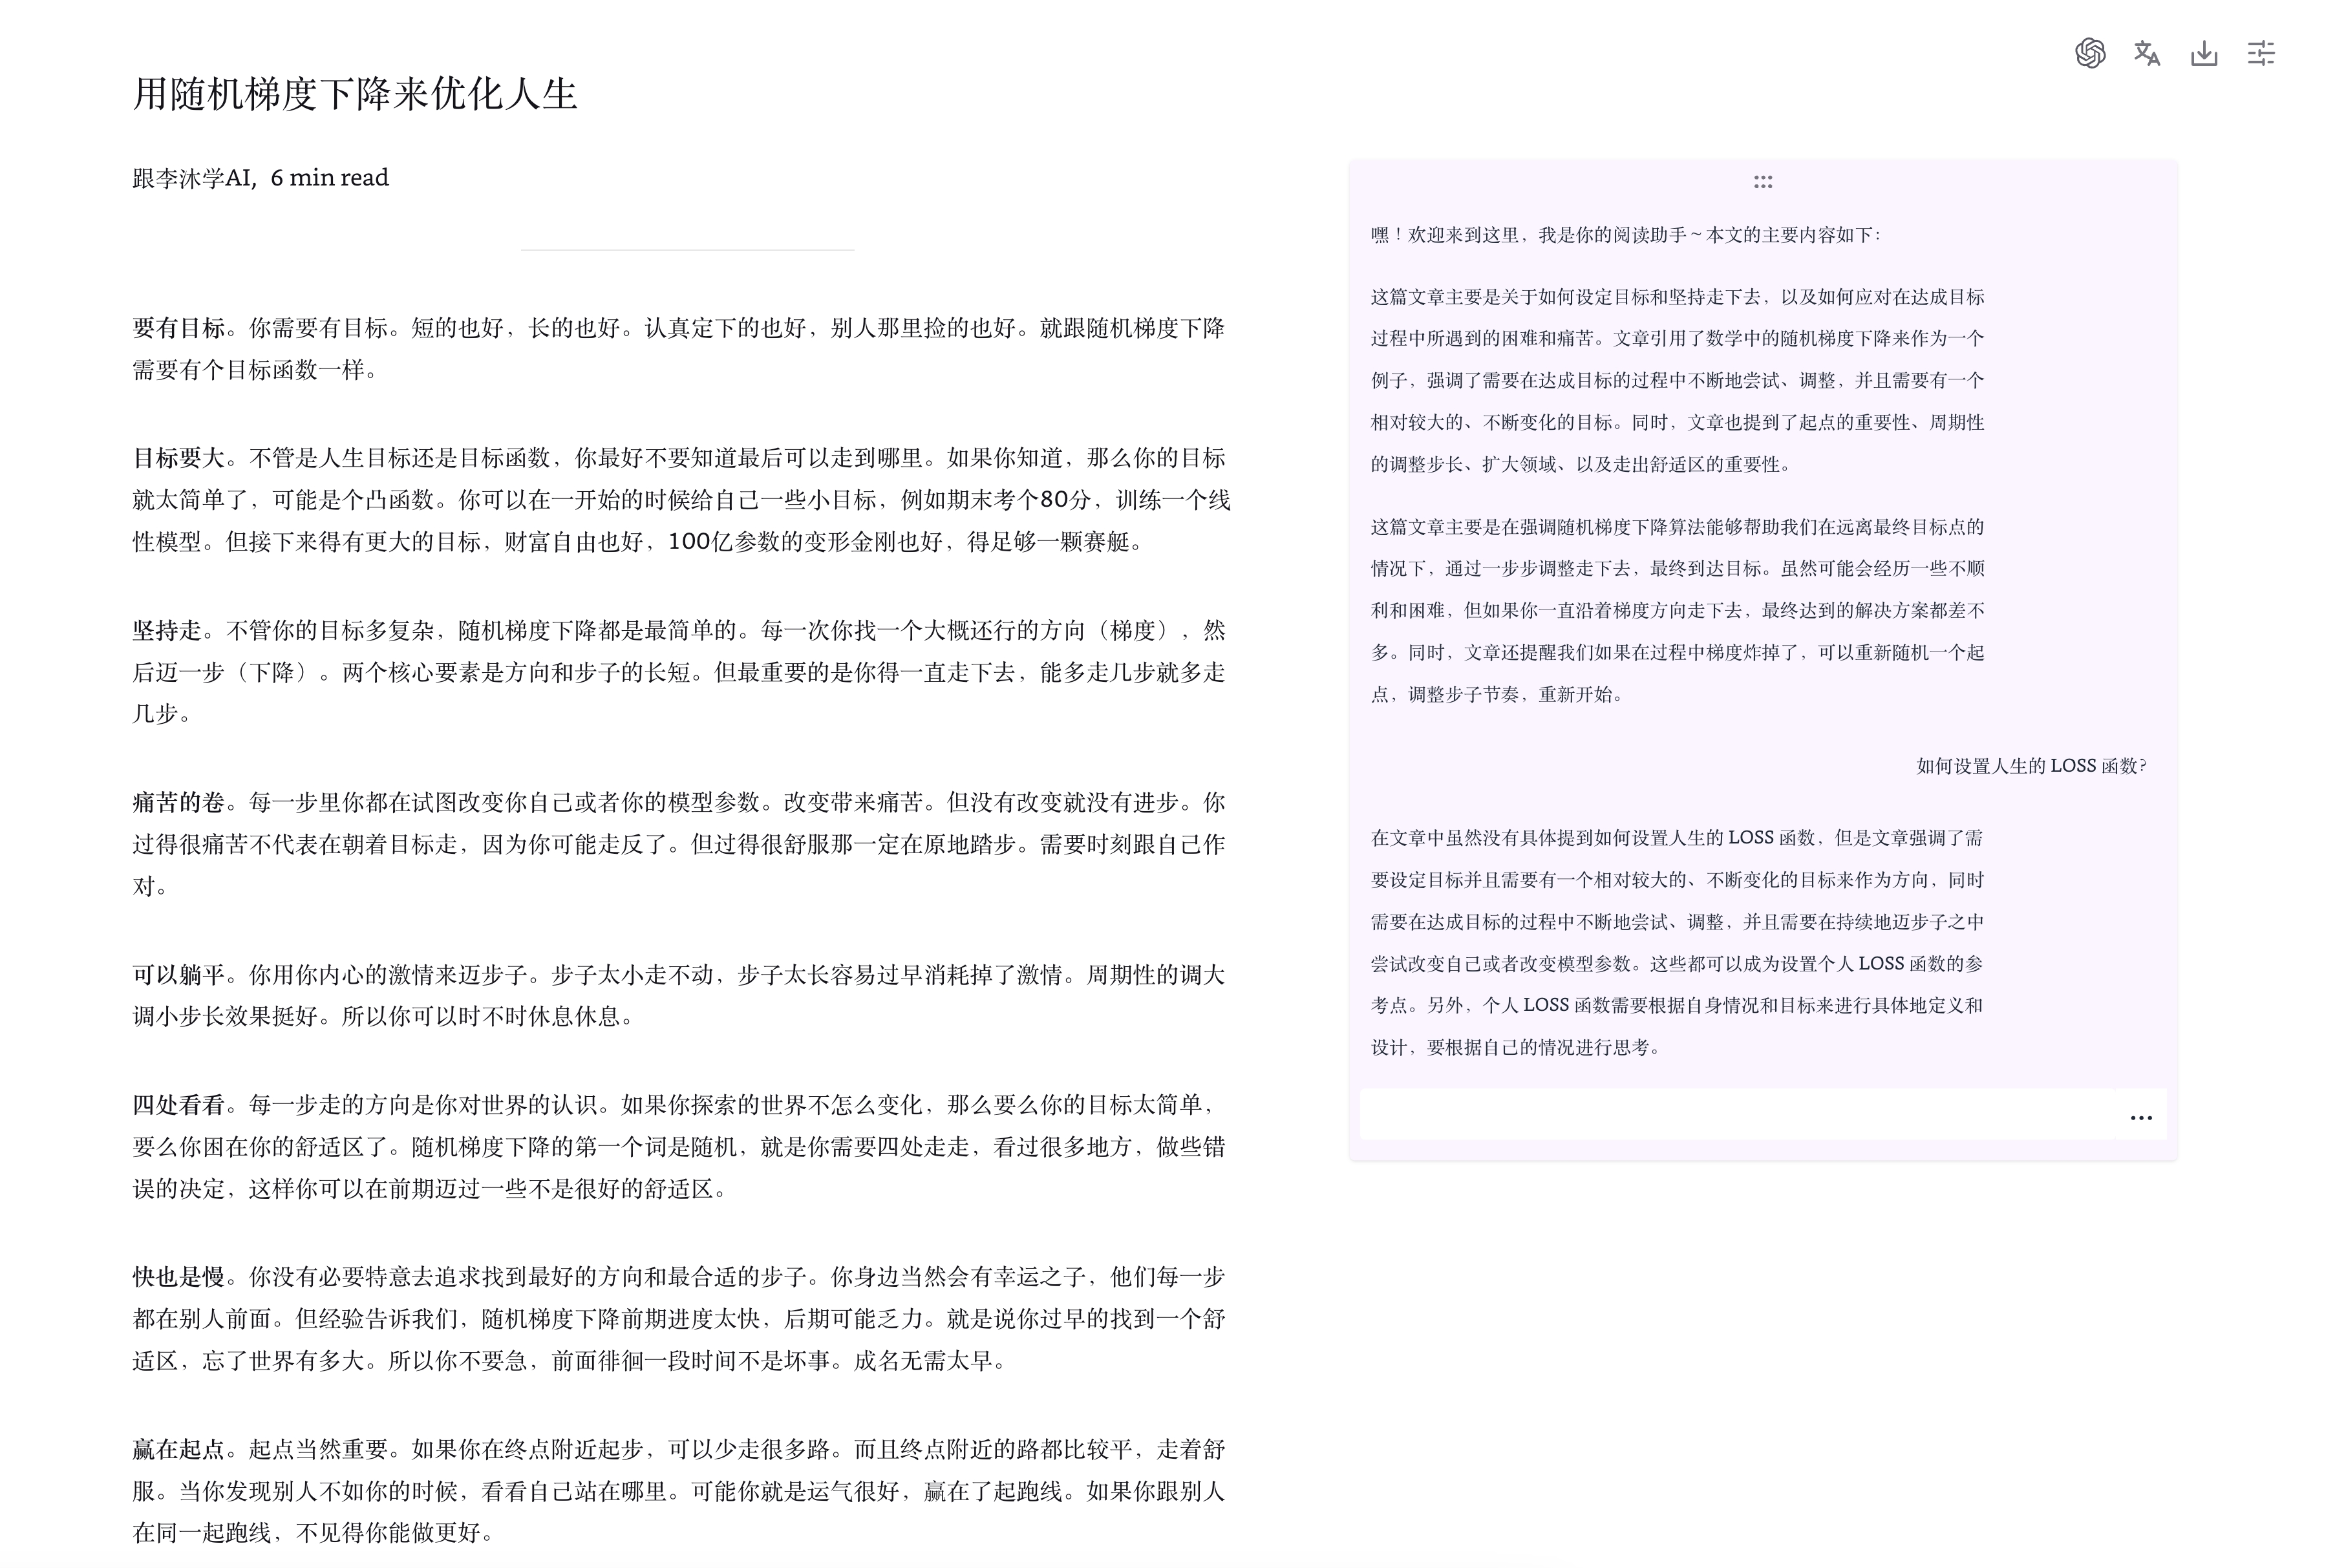 用随机梯度下降来优化人生
跟李沐学AI, 6 min read
要有目标。你需要有目标。短的也好，长的也好。认真定下的也好，别人那里捡的也好。就跟随机梯度下降
需要有个目标函数一样。
目标要大。不管是人生目标还是目标函数，你最好不要知道最后可以走到哪里。如果你知道，那么你的目标
就太简单了，可能是个凸函数。你可以在一开始的时候给自己一些小目标，例如期末考个80分，训练一个线
性模型。但接下来得有更大的目标，财富自由也好，100亿参数的变形金刚也好，得足够一颗赛艇。
坚持走。不管你的目标多复杂，随机梯度下降都是最简单的。每一次你找一个大概还行的方向（梯度），然
后迈一步（下降）。两个核心要素是方向和步子的长短。但最重要的是你得一直走下去，能多走几步就多走
几步。
痛苦的卷。每一步里你都在试图改变你自己或者你的模型参数。改变带来痛苦。但没有改变就没有进步。你
过得很痛苦不代表在朝着目标走，因为你可能走反了。但过得很舒服那一定在原地踏步。需要时刻跟自己作
对。
可以躺平。你用你内心的激情来迈步子。步子太小走不动，步子太长容易过早消耗掉了激情。周期性的调大
调小步长效果挺好。所以你可以时不时休息休息。
四处看看。每一步走的方向是你对世界的认识。如果你探索的世界不怎么变化，那么要么你的目标太简单，
要么你困在你的舒适区了。随机梯度下降的第一个词是随机，就是你需要四处走走，看过很多地方，做些错
误的决定，这样你可以在前期迈过一些不是很好的舒适区。
快也是慢。你没有必要特意去追求找到最好的方向和最合适的步子。你身边当然会有幸运之子，他们每一步
都在别人前面。但经验告诉我们，随机梯度下降前期进度太快，后期可能乏力。就是说你过早的找到一个舒
适区，忘了世界有多大。所以你不要急，前面徘徊一段时间不是坏事。成名无需太早。
赢在起点。起点当然重要。如果你在终点附近起步，可以少走很多路。而且终点附近的路都比较平，走着舒
服。当你发现别人不如你的时候，看看自己站在哪里。可能你就是运气很好，赢在了起跑线。如果你跟别人
在同一起跑线，不见得你能做更好。
嘿！欢迎来到这里，我是你的阅读助手～本文的主要内容如下：
这篇文章主要是关于如何设定目标和坚持走下去，以及如何应对在达成目标
过程中所遇到的困难和痛苦。文章引用了数学中的随机梯度下降来作为一个
例子，强调了需要在达成目标的过程中不断地尝试、调整，并且需要有一个
相对较大的、不断变化的目标。同时，文章也提到了起点的重要性、周期性
的调整步长、扩大领域、以及走出舒适区的重要性。
这篇文章主要是在强调随机梯度下降算法能够帮助我们在远离最终目标点的
情况下，通过一步步调整走下去，最终到达目标。虽然可能会经历一些不顺
利和困难，但如果你一直沿着梯度方向走下去，最终达到的解决方案都差不
多。同时，文章还提醒我们如果在过程中梯度炸掉了，可以重新随机一个起
点，调整步子节奏，重新开始。
如何设置人生的 LOSS 函数？
在文章中虽然没有具体提到如何设置人生的 LOSS 函数，但是文章强调了需
要设定目标并且需要有一个相对较大的、不断变化的目标来作为方向，同时
需要在达成目标的过程中不断地尝试、调整，并且需要在持续地迈步子之中
尝试改变自己或者改变模型参数。这些都可以成为设置个人 LOSS 函数的参
考点。另外，个人 LOSS 函数需要根据自身情况和目标来进行具体地定义和
设计，要根据自己的情况进行思考。